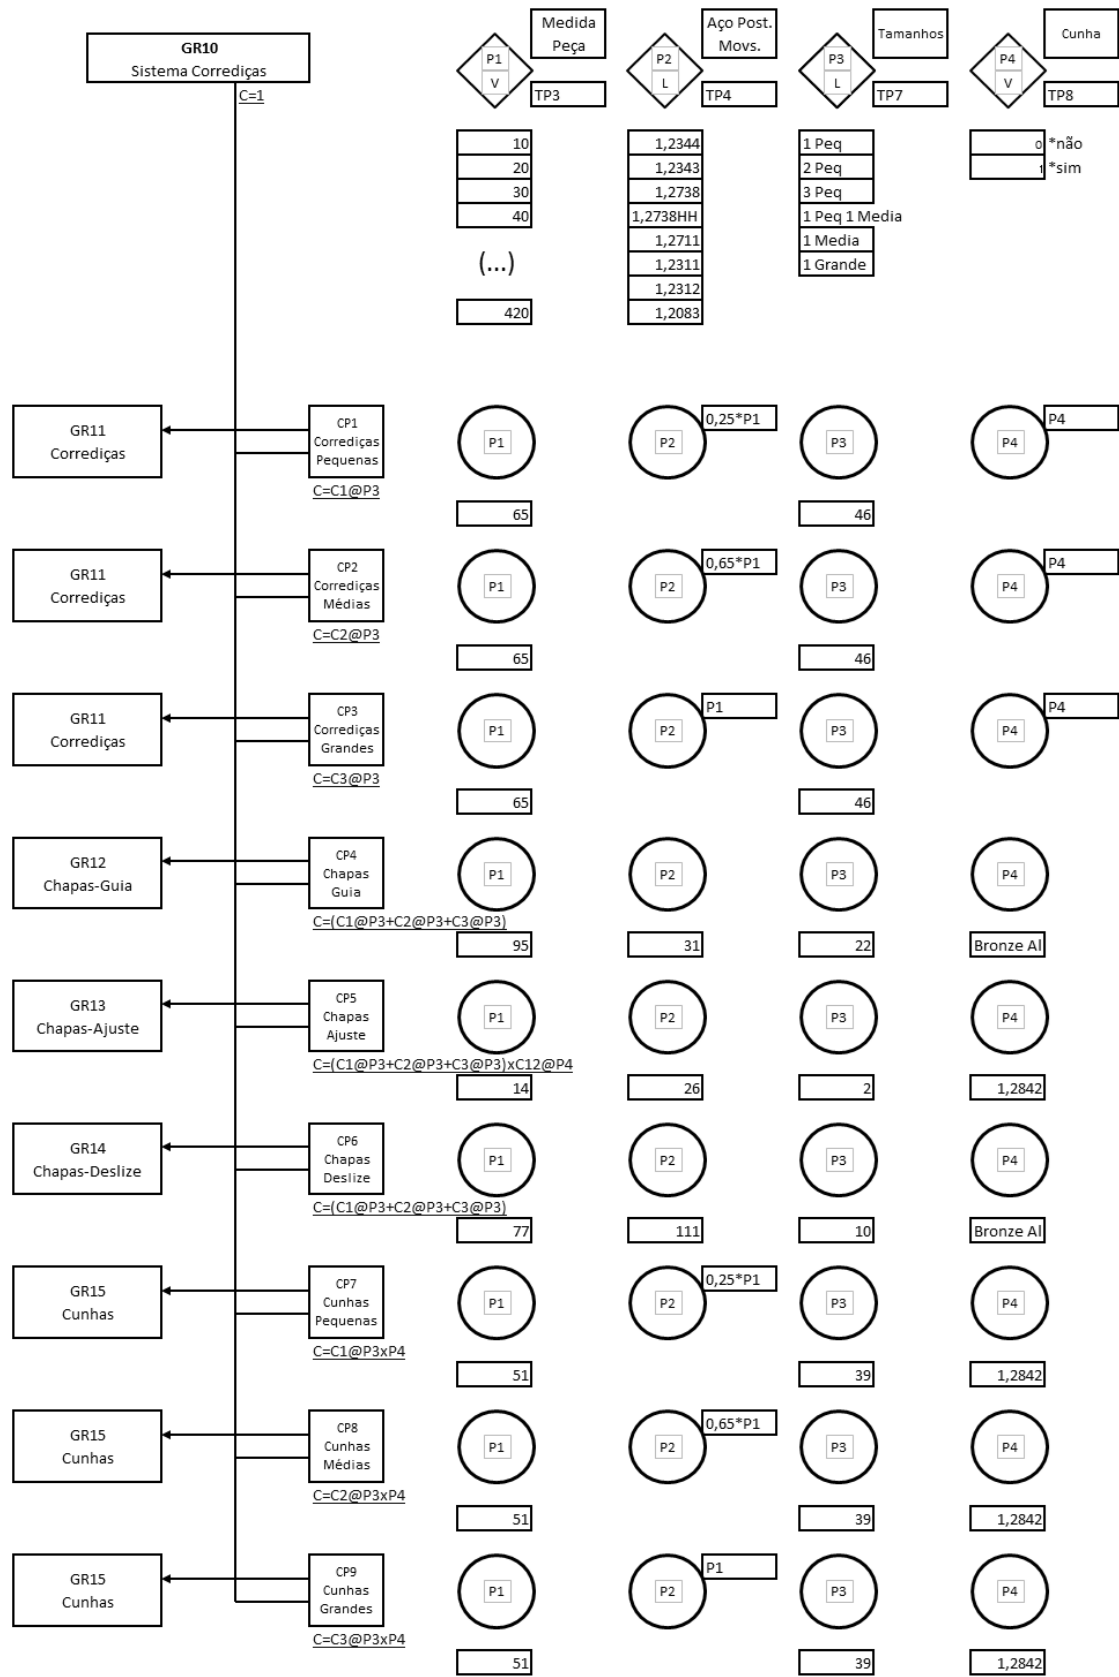 GR10
Sistema Corrediças
C=1
P1
V
Medida
Peça
TP3
P2
L
Aço Post.
Movs.
TP4
P3
L
Tamanhos
TP7
P4
V
Cunha
TP8
10
20
30
40
(...)
420
1,2344
1,2343
1,2738
1,2738HH
1,2711
1,2311
1,2312
1,2083
1 Peq
2 Peq
3 Peq
1 Peq 1 Media
1 Media
1 Grande
0 *não
1 *sim
GR11
Corrediças
CP1
Corrediças
Pequenas
C=C1@P3
P1
P2
0,25*P1
P3
P4
P4
65
46
GR11
Corrediças
CP2
Corrediças
Médias
C=C2@P3
P1
P2
0,65*P1
P3
P4
P4
65
46
GR11
Corrediças
CP3
Corrediças
Grandes
C=C3@P3
P1
P2
P1
P3
P4
P4
65
46
GR12
Chapas-Guia
CP4
Chapas
Guia
C=(C1@P3+C2@P3+C3@P3)
P1
P2
P3
P4
95
31
22
Bronze Al
GR13
Chapas-Ajuste
CP5
Chapas
Ajuste
C=(C1@P3+C2@P3+C3@P3)xC12@P4
P1
P2
P3
P4
14
26
2
1,2842
GR14
Chapas-Deslize
CP6
Chapas
Deslize
C=(C1@P3+C2@P3+C3@P3)
P1
P2
P3
P4
77
111
10
Bronze Al
GR15
Cunhas
CP7
Cunhas
Pequenas
C=C1@P3xP4
P1
P2
0,25*P1
P3
P4
51
39
1,2842
GR15
Cunhas
CP8
Cunhas
Médias
C=C2@P3xP4
P1
P2
0,65*P1
P3
P4
51
39
1,2842
GR15
Cunhas
CP9
Cunhas
Grandes
C=C3@P3xP4
P1
P2
P1
P3
P4
51
39
1,2842